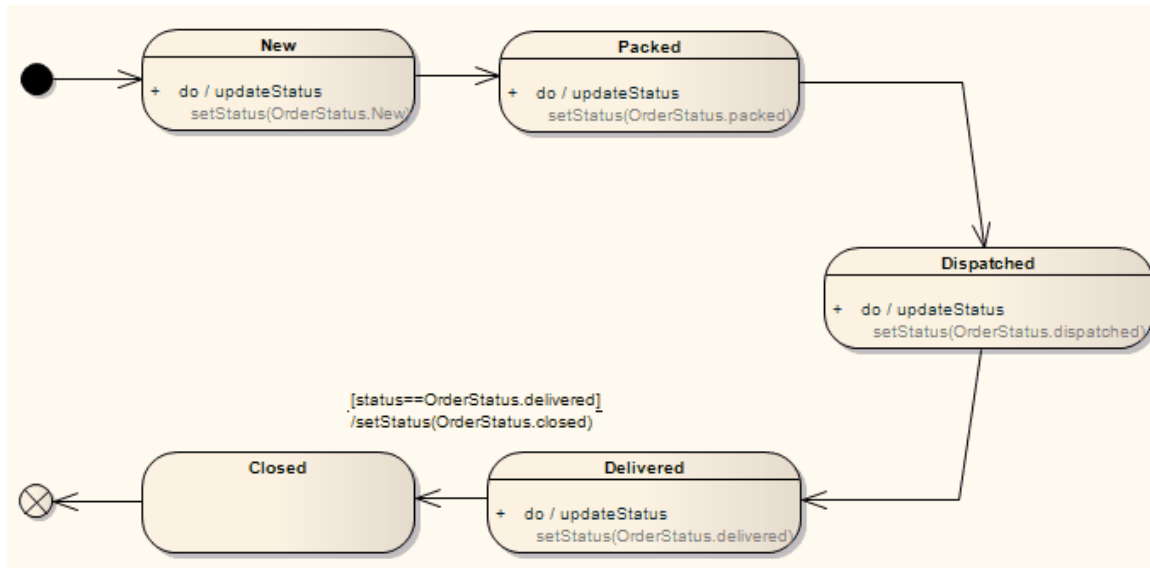 New
+ do / updateStatus
setStatus(OrderStatus.New)
Packed
+ do / updateStatus
setStatus(OrderStatus.packed)
Dispatched
+ do / updateStatus
setStatus(OrderStatus.dispatched)
[status==OrderStatus.delivered]
/setStatus(OrderStatus.closed)
Closed
Delivered
+ do / updateStatus
setStatus(OrderStatus.delivered)